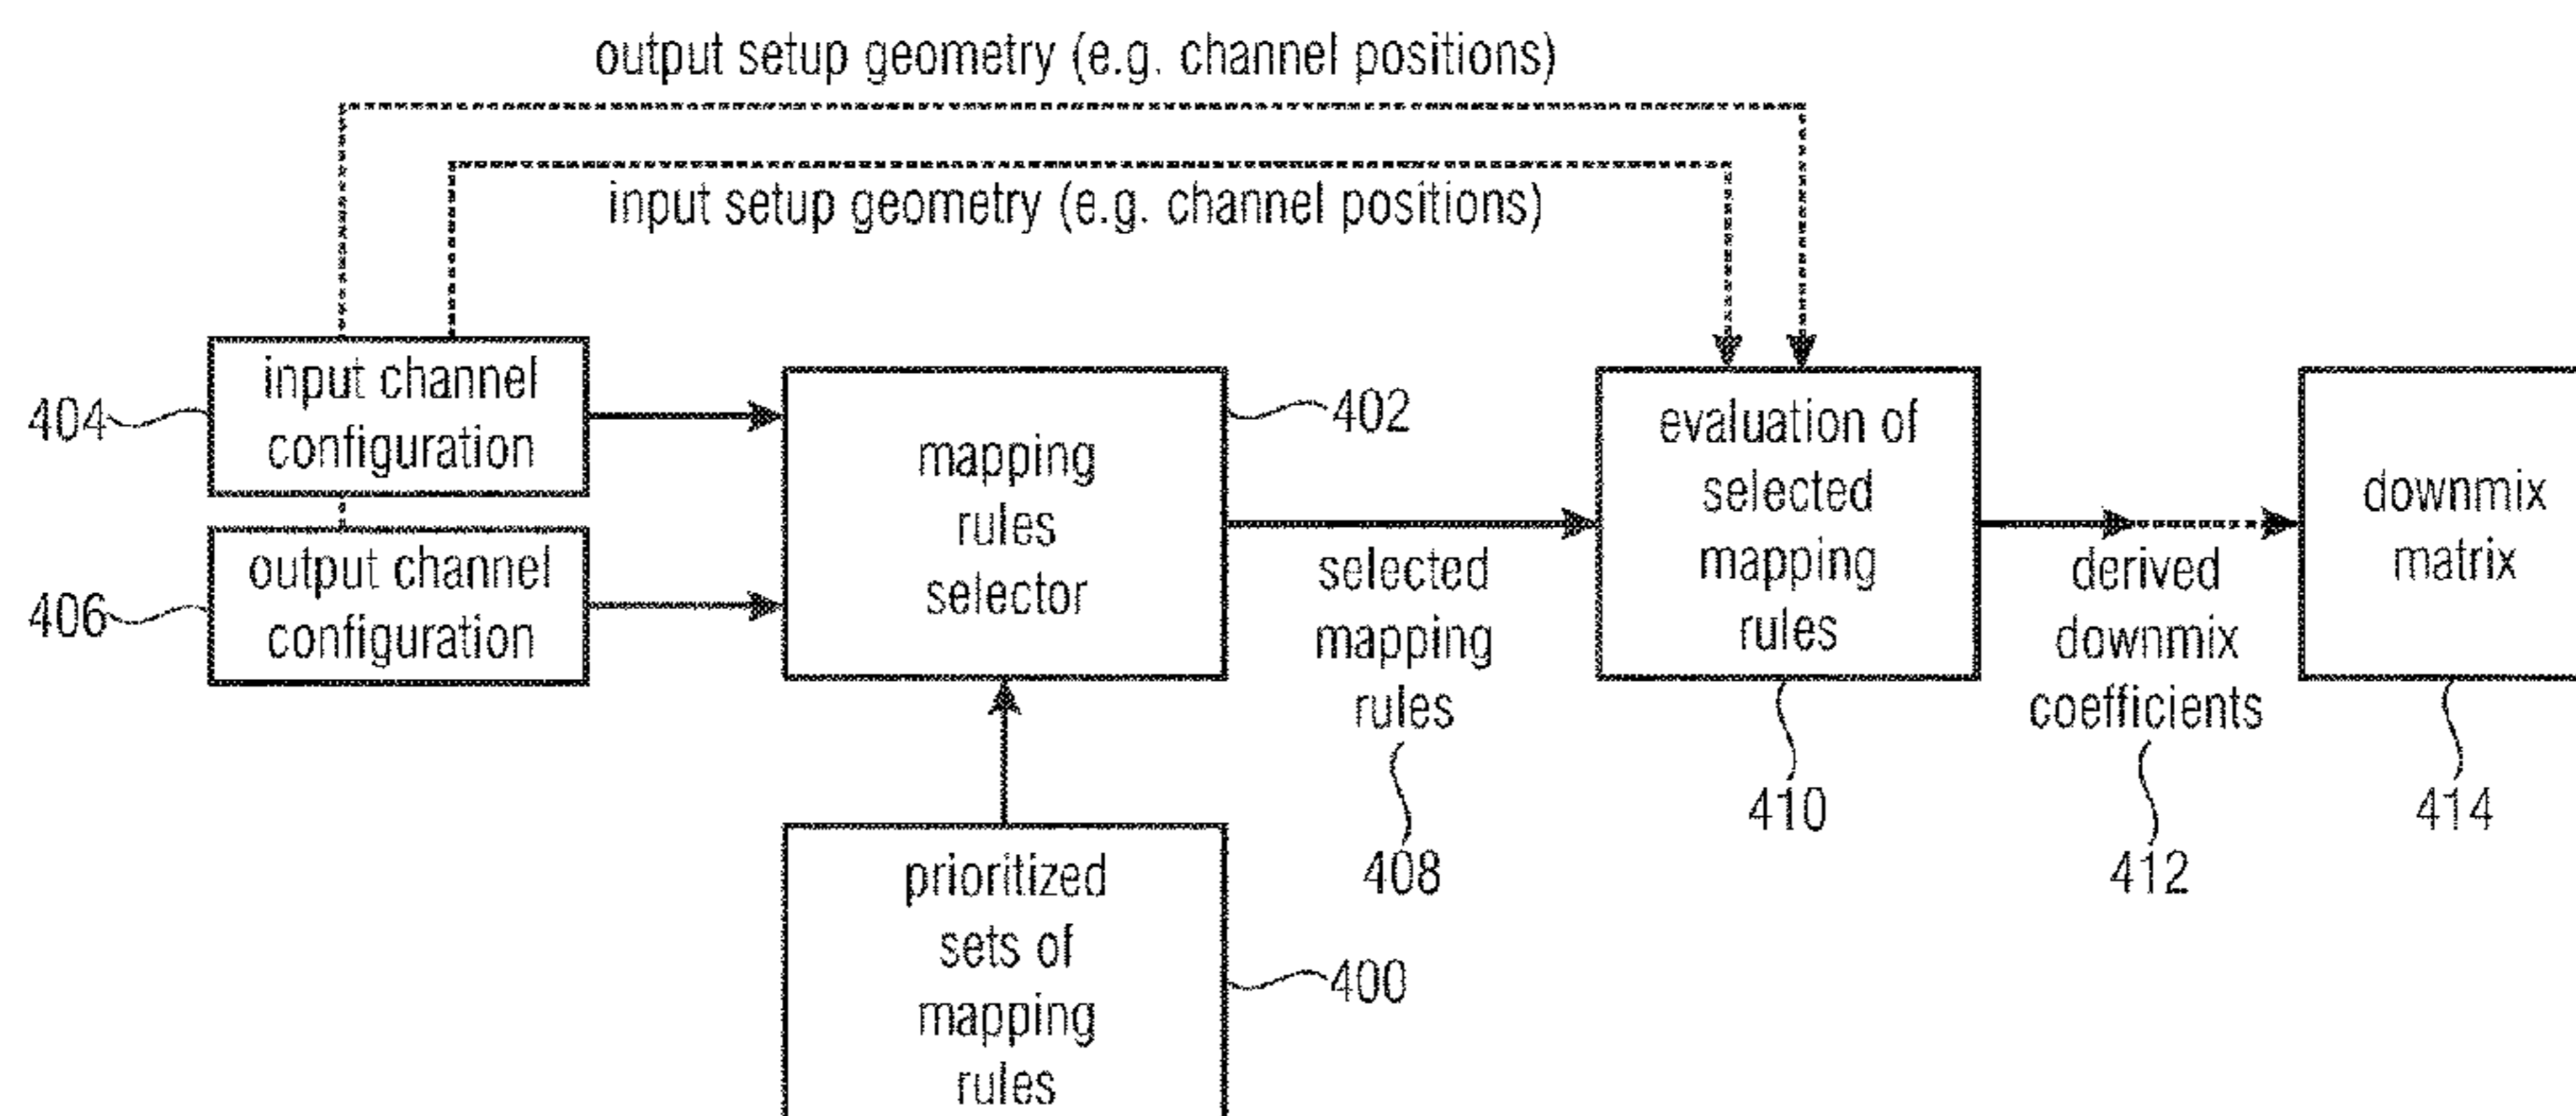 output setup geometry (e.g. channel positions)
input setup geometry (e.g. channel positions)
404
input channel
configuration
406
output channel
configuration
mapping
rules
selector
402
selected
mapping
rules
408
evaluation of
selected
mapping
rules
410
derived
downmix
coefficients
412
downmix
matrix
414
prioritized
sets of
mapping
rules
400